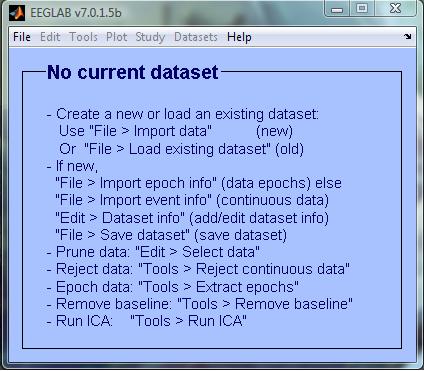 EEGLAB v7.0.1.5b
File Edit Tools Plot Study Datasets Help
No current dataset
- Create a new or load an existing dataset:
Use "File > Import data" (new)
Or "File > Load existing dataset" (old)
- If new,
"File > Import epoch info" (data epochs) else
"File > Import event info" (continuous data)
"Edit > Dataset info" (add/edit dataset info)
"File > Save dataset" (save dataset)
- Prune data: "Edit > Select data"
- Reject data: "Tools > Reject continuous data"
- Epoch data: "Tools > Extract epochs"
- Remove baseline: "Tools > Remove baseline"
- Run ICA: "Tools > Run ICA"